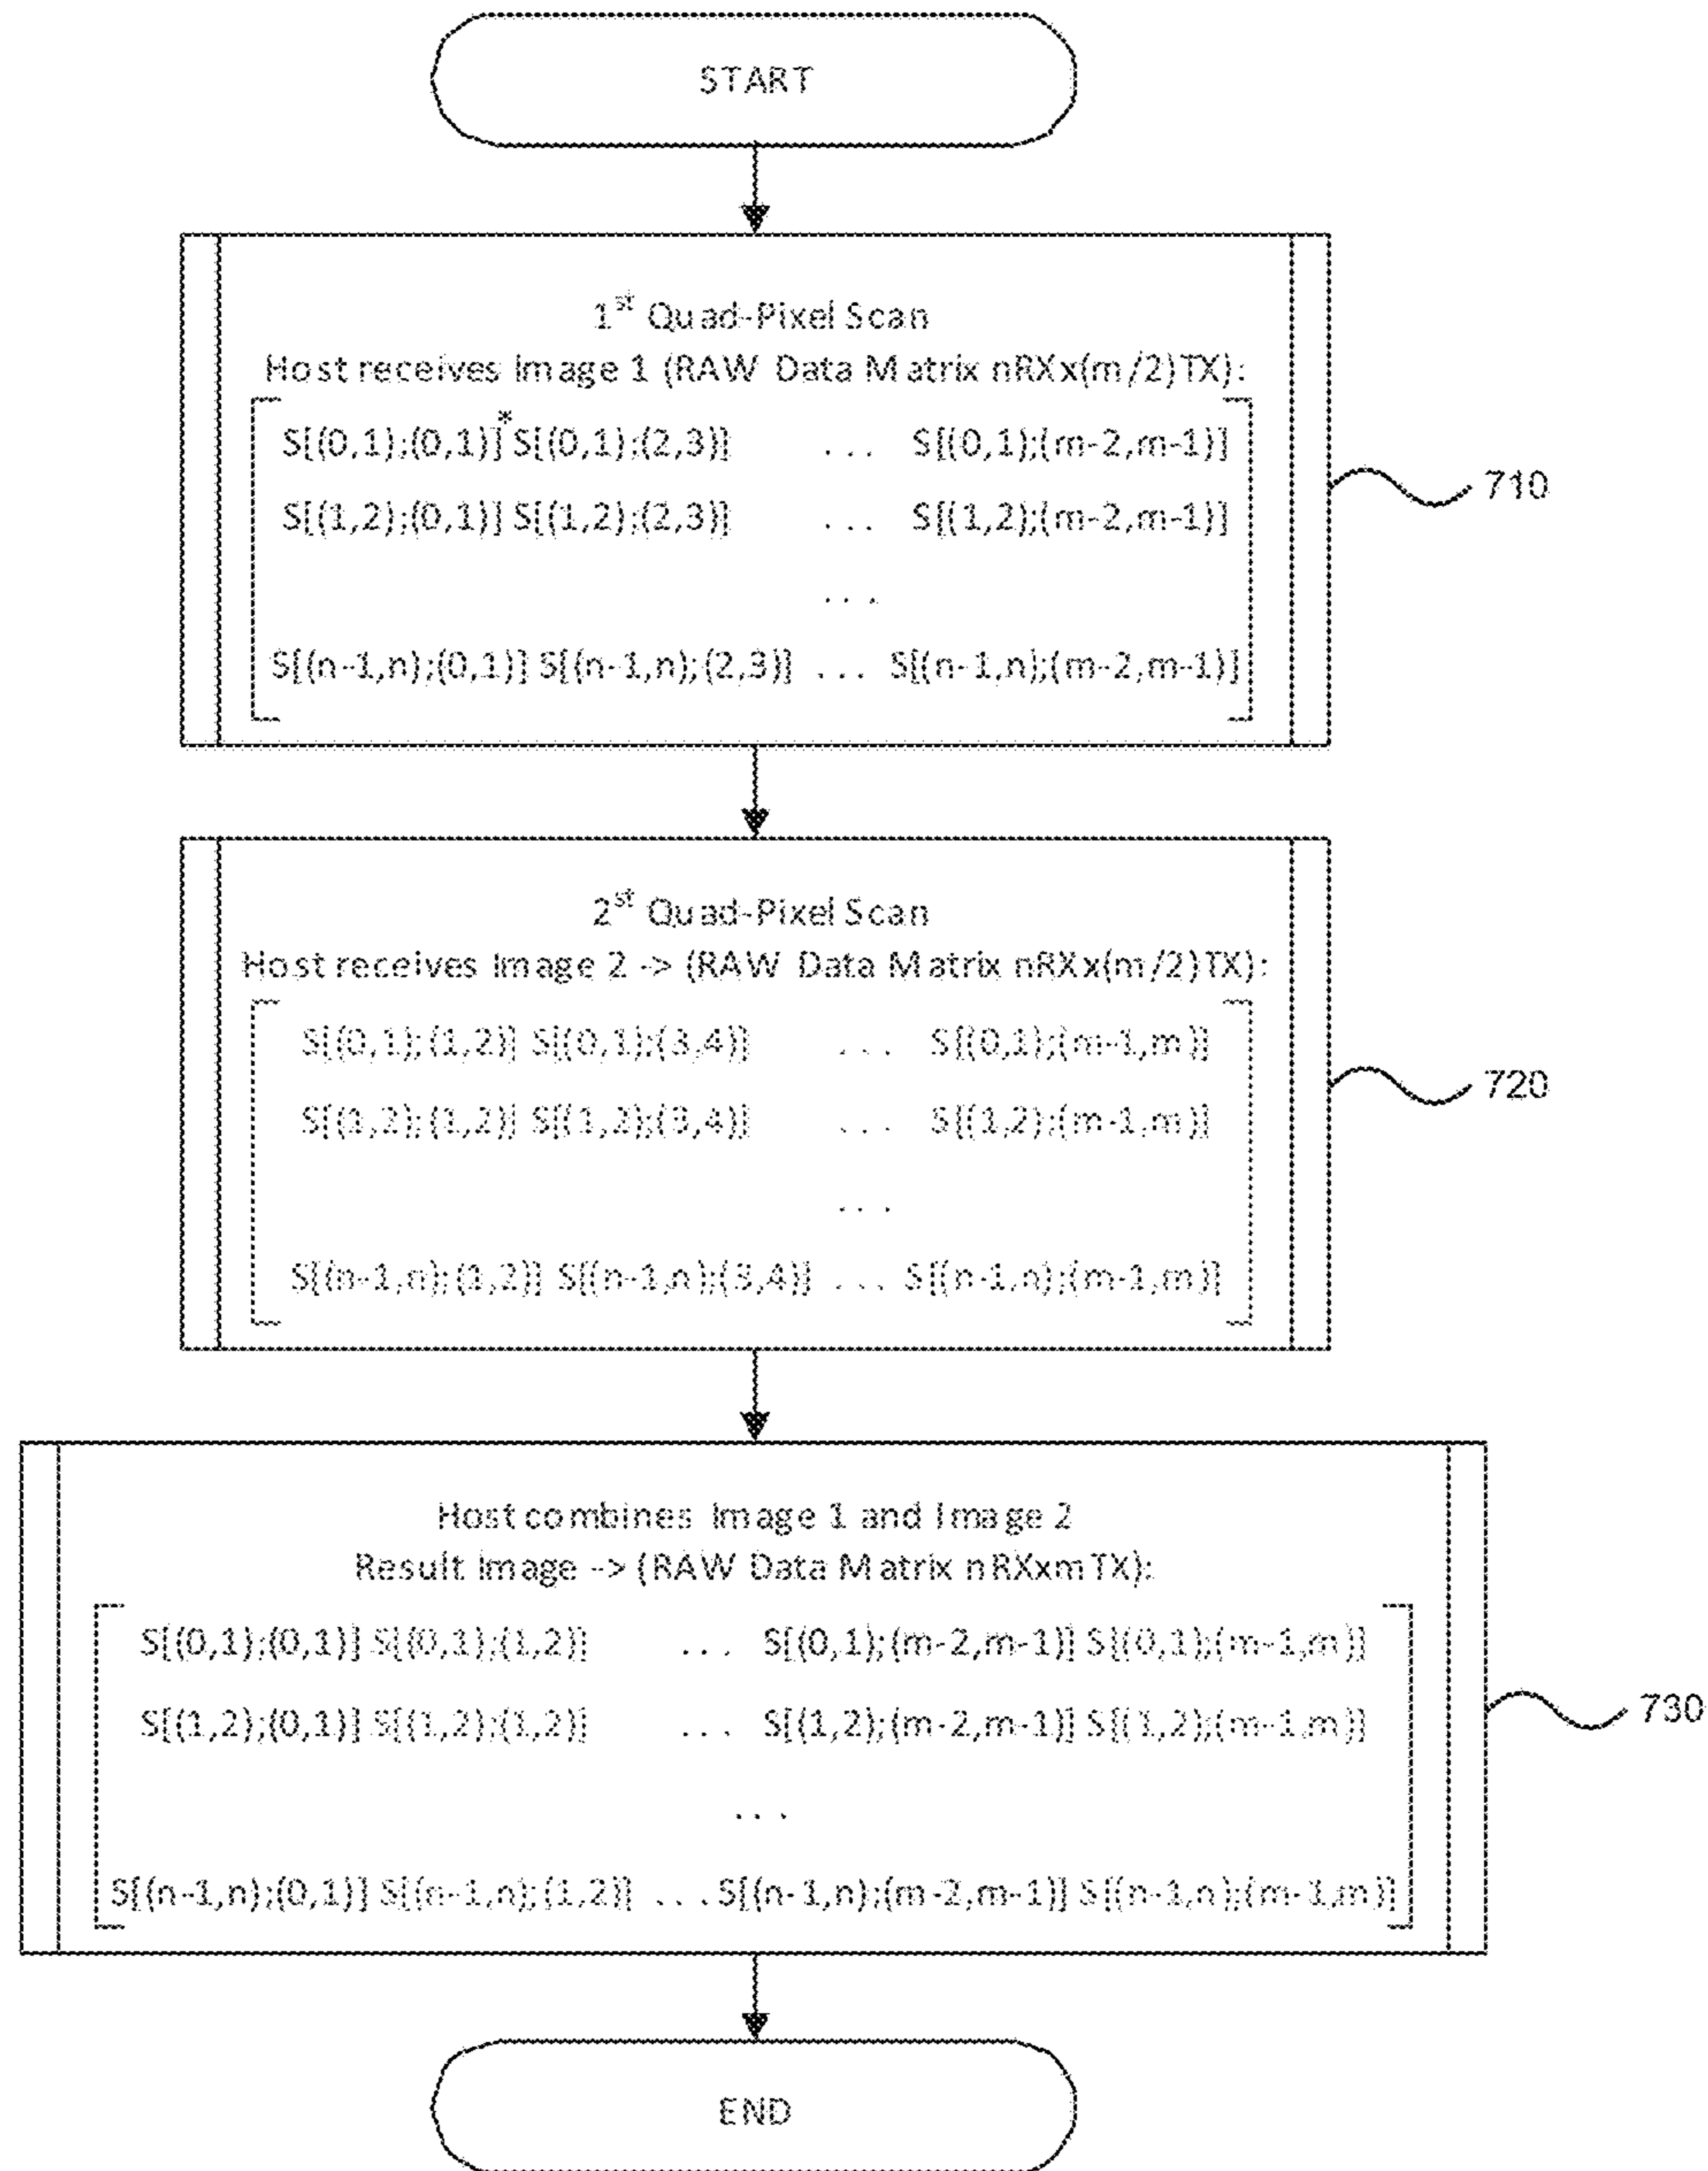 START
1st Quad-Pixel Scan
Host receives Image 1 (RAW Data Matrix nRXx(m/2)TX):
S[(0,1);(0,1)]* S[(0,1);(2,3)] ... S[(0,1);(m-2,m-1)]
S[(1,2);(0,1)] S[(1,2);(2,3)] ... S[(1,2);(m-2,m-1)]
...
S[(n-1,n);(0,1)] S[(n-1,n);(2,3)] ... S[(n-1,n);(m-2,m-1)]
710
2st Quad-Pixel Scan
Host receives Image 2 -> (RAW Data Matrix nRXx(m/2)TX):
S[(0,1);(1,2)] S[(0,1);(3,4)] ... S[(0,1);(m-1,m)]
S[(1,2);(1,2)] S[(1,2);(3,4)] ... S[(1,2);(m-1,m)]
...
S[(n-1,n);(1,2)] S[(n-1,n);(3,4)] ... S[(n-1,n);(m-1,m)]
720
Host combines Image 1 and Image 2
Result Image -> (RAW Data Matrix nRXxmTX):
S[(0,1);(0,1)] S[(0,1);(1,2)] ... S[(0,1);(m-2,m-1)] S[(0,1);(m-1,m)]
S[(1,2);(0,1)] S[(1,2);(1,2)] ... S[(1,2);(m-2,m-1)] S[(1,2);(m-1,m)]
...
S[(n-1,n);(0,1)] S[(n-1,n);(1,2)] ... S[(n-1,n);(m-2,m-1)] S[(n-1,n);(m-1,m)]
730
END